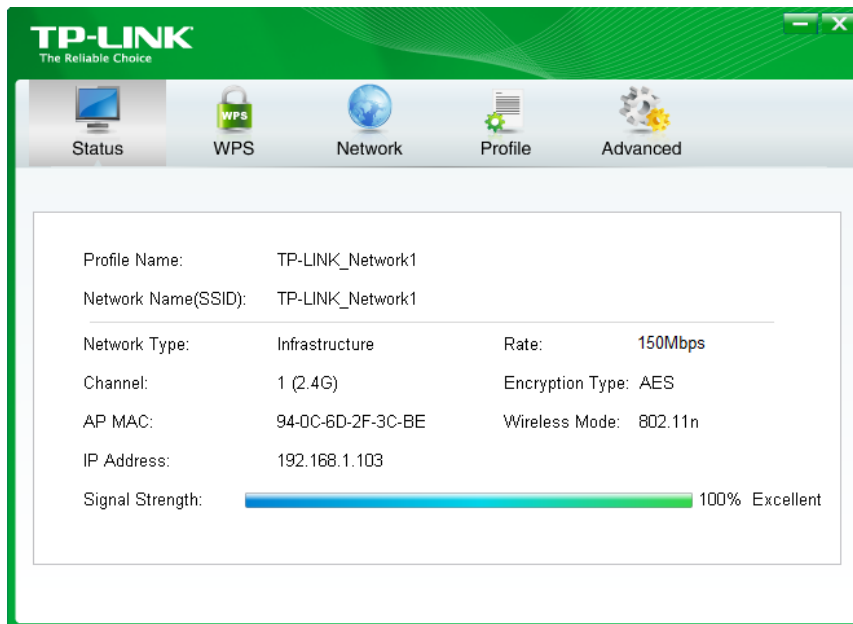 TP-LINK
The Reliable Choice
Status WPS Network Profile Advanced
WPS
Profile Name: TP-LINK_Network1
Network Name(SSID): TP-LINK_Network1
Network Type: Infrastructure Rate: 150Mbps
Channel: 1 (2.4G) Encryption Type: AES
AP MAC: 94-0C-6D-2F-3C-BE Wireless Mode: 802.11n
IP Address: 192.168.1.103
Signal Strength: 100% Excellent